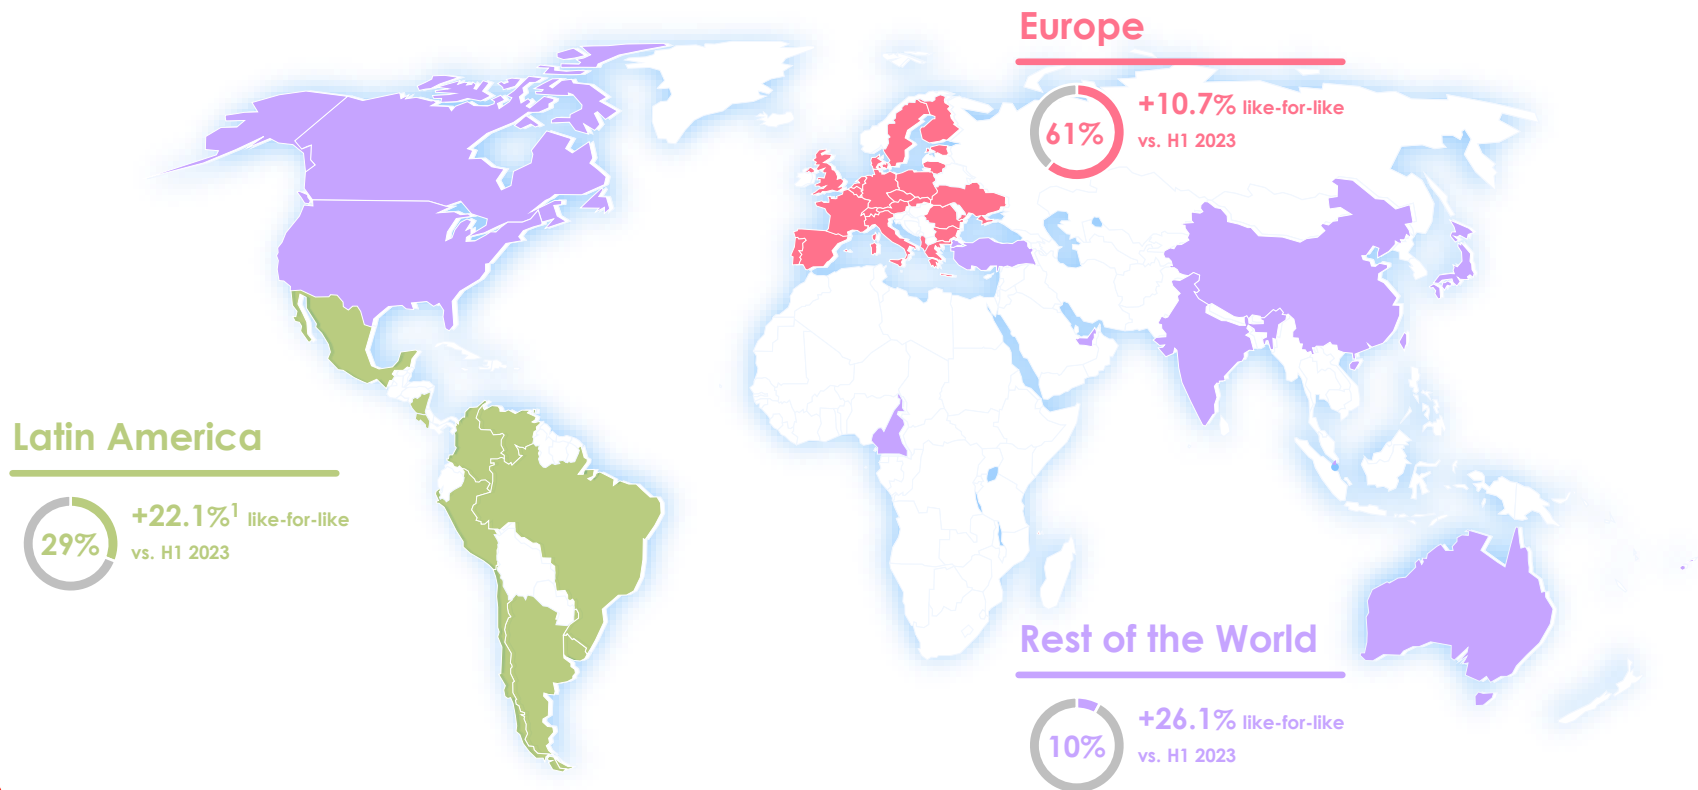 Europe
61%
+10.7% like-for-like
vs. H1 2023
Latin America
29%
+22.1%¹ like-for-like
vs. H1 2023
Rest of the World
10%
+26.1% like-for-like
vs. H1 2023